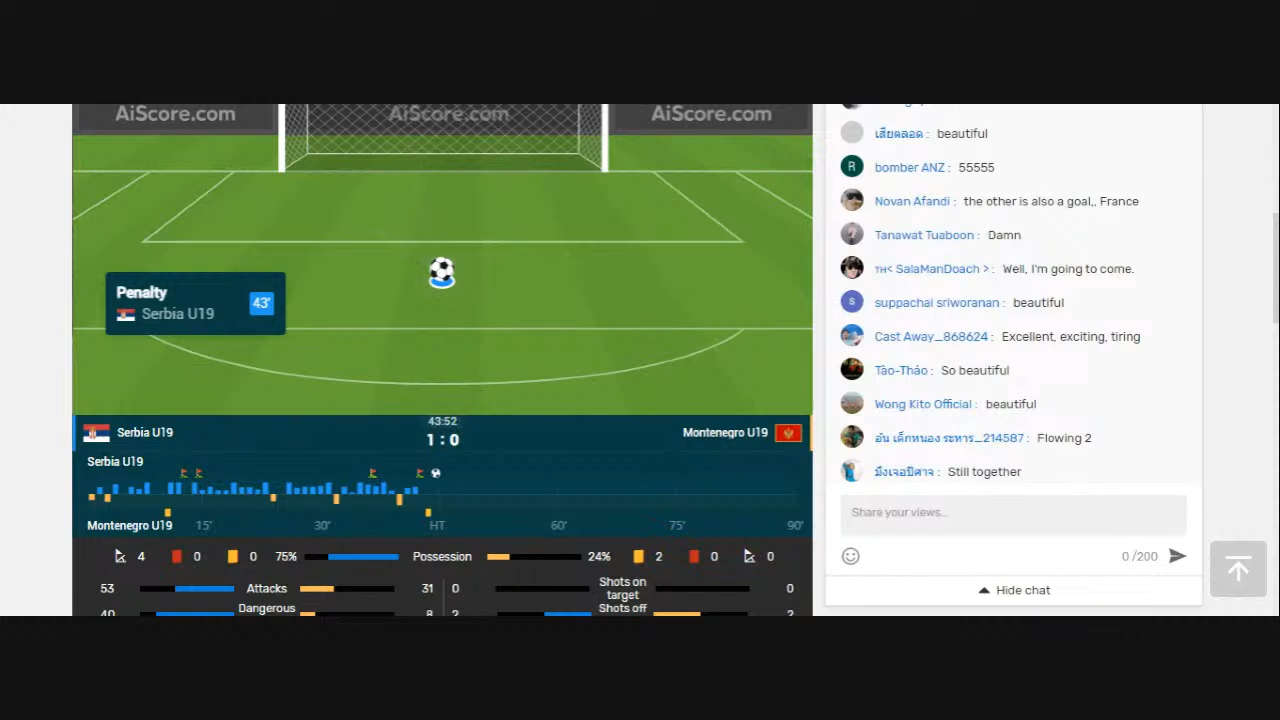 AiScore.com
AiScore.com
AiScore.com
Penalty
Serbia U19
43'
Serbia U19
43:52
1 : 0
Montenegro U19
Serbia U19
Montenegro U19
15'
30'
HT
60'
75'
90'
4
0
0
75%
Possession
24%
2
0
0
53
Attacks
31
0
Shots on
target
0
40
Dangerous
8
2
Shots off
2
เสี่ยตลอด : beautiful
R
bomber ANZ : 55555
Novan Afandi : the other is also a goal,, France
Tanawat Tuaboon : Damn
ᴛʜ< SalaManDoach > : Well, I'm going to come.
s
suppachai sriworanan : beautiful
Cast Away_868624 : Excellent, exciting, tiring
Tào-Tháo : So beautiful
Wong Kito Official : beautiful
อัน เด็กหนอง ระหาร_214587 : Flowing 2
มึงเจอปีศาจ : Still together
Share your views...
0 /200
Hide chat